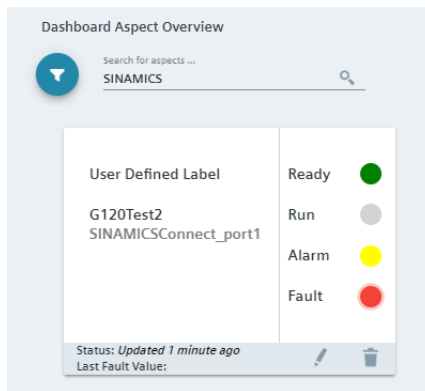 Dashboard Aspect Overview
Search for aspects ...
SINAMICS
User Defined Label
Ready
G120Test2
Run
SINAMICSConnect_port1
Alarm
Fault
Status: Updated 1 minute ago
Last Fault Value: